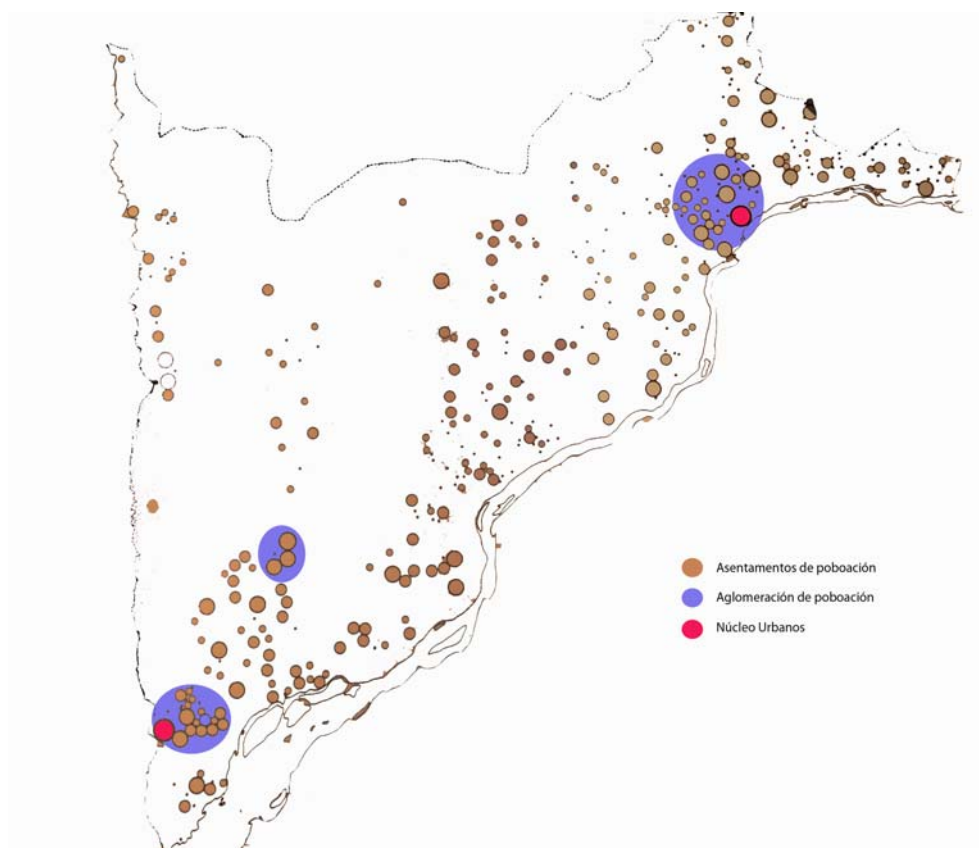 Asentamentos de poboación
Aglomeración de poboación
Núcleo Urbanos